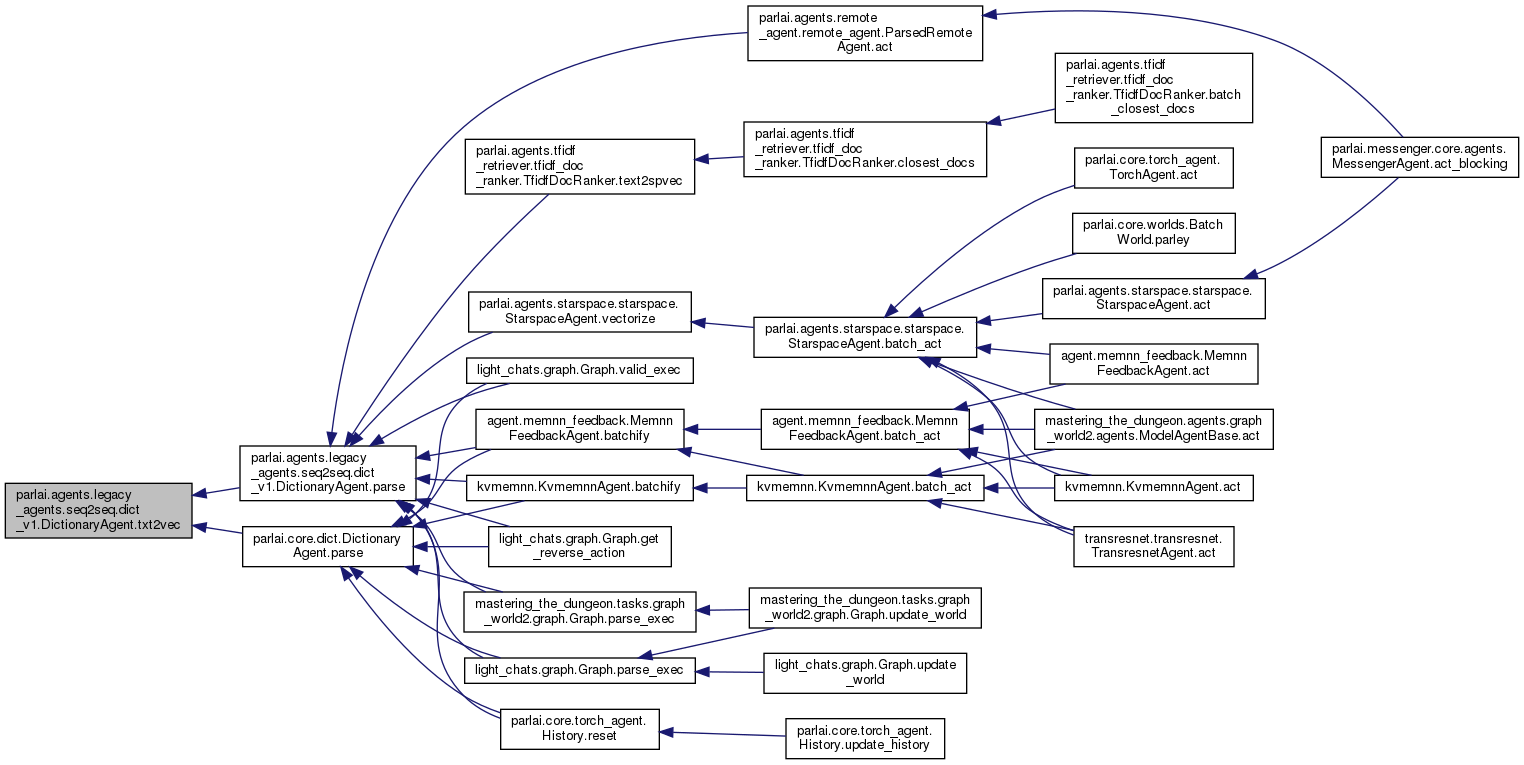 parlai.agents.legacy
_agents.seq2seq.dict
_v1.DictionaryAgent.txt2vec
parlai.agents.legacy
_agents.seq2seq.dict
_v1.DictionaryAgent.parse
parlai.core.dict.Dictionary
Agent.parse
parlai.agents.remote
_agent.remote_agent.ParsedRemote
Agent.act
parlai.agents.tfidf
_retriever.tfidf_doc
_ranker.TfidfDocRanker.text2spvec
parlai.agents.starspace.starspace.
StarspaceAgent.vectorize
light_chats.graph.Graph.valid_exec
agent.memnn_feedback.Memnn
FeedbackAgent.batchify
kvmemnn.KvmemnnAgent.batchify
light_chats.graph.Graph.get
_reverse_action
mastering_the_dungeon.tasks.graph
_world2.graph.Graph.parse_exec
light_chats.graph.Graph.parse_exec
parlai.core.torch_agent.
History.reset
parlai.agents.tfidf
_retriever.tfidf_doc
_ranker.TfidfDocRanker.closest_docs
parlai.agents.starspace.starspace.
StarspaceAgent.batch_act
agent.memnn_feedback.Memnn
FeedbackAgent.batch_act
kvmemnn.KvmemnnAgent.batch_act
mastering_the_dungeon.tasks.graph
_world2.graph.Graph.update_world
light_chats.graph.Graph.update
_world
parlai.core.torch_agent.
History.update_history
parlai.agents.tfidf
_retriever.tfidf_doc
_ranker.TfidfDocRanker.batch
_closest_docs
parlai.core.torch_agent.
TorchAgent.act
parlai.core.worlds.Batch
World.parley
parlai.agents.starspace.starspace.
StarspaceAgent.act
agent.memnn_feedback.Memnn
FeedbackAgent.act
mastering_the_dungeon.agents.graph
_world2.agents.ModelAgentBase.act
kvmemnn.KvmemnnAgent.act
transresnet.transresnet.
TransresnetAgent.act
parlai.messenger.core.agents.
MessengerAgent.act_blocking